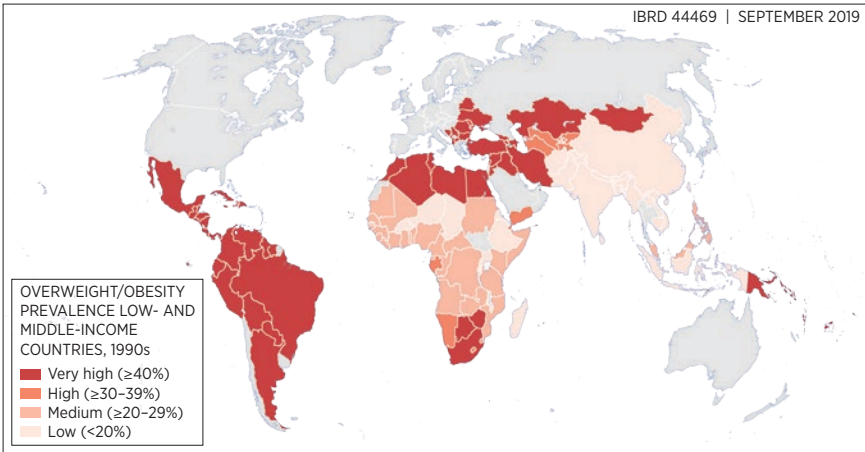 IBRD 44469 | SEPTEMBER 2019
OVERWEIGHT/OBESITY
PREVALENCE LOW- AND
MIDDLE-INCOME
COUNTRIES, 1990s
Very high (≥40%)
High (≥30–39%)
Medium (≥20–29%)
Low (<20%)